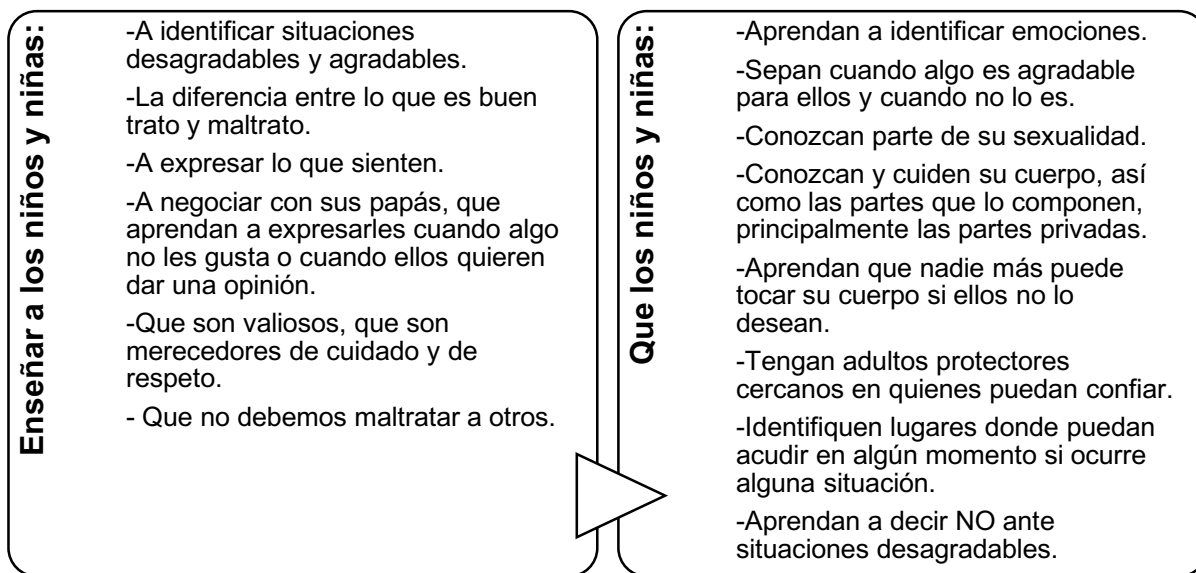 Enseñar a los niños y niñas:
-A identificar situaciones
desagradables y agradables.
-La diferencia entre lo que es buen
trato y maltrato.
-A expresar lo que sienten.
-A negociar con sus papás, que
aprendan a expresarles cuando algo
no les gusta o cuando ellos quieren
dar una opinión.
-Que son valiosos, que son
merecedores de cuidado y de
respeto.
- Que no debemos maltratar a otros.
Que los niños y niñas:
-Aprendan a identificar emociones.
-Sepan cuando algo es agradable
para ellos y cuando no lo es.
-Conozcan parte de su sexualidad.
-Conozcan y cuiden su cuerpo, así
como las partes que lo componen,
principalmente las partes privadas.
-Aprendan que nadie más puede
tocar su cuerpo si ellos no lo
desean.
-Tengan adultos protectores
cercanos en quienes puedan confiar.
-Identifiquen lugares donde puedan
acudir en algún momento si ocurre
alguna situación.
-Aprendan a decir NO ante
situaciones desagradables.